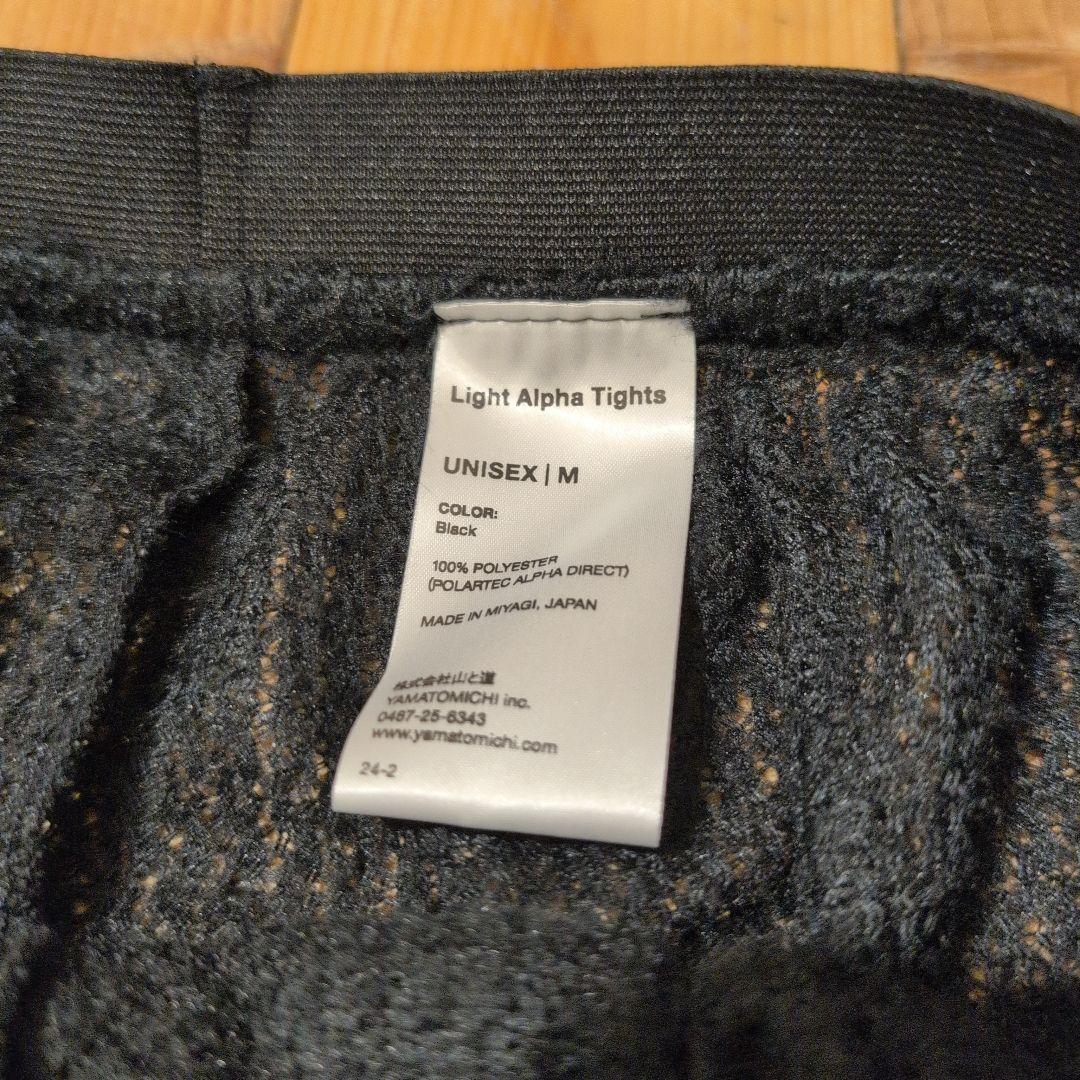 Light Alpha Tights
UNISEX | M
COLOR:
Black
100% POLYESTER
(POLARTEC ALPHA DIRECT)
MADE IN MIYAGI, JAPAN
株式会社山と道
YAMATOMICHI inc.
0467-25-6343
www.yamatomichi.com
24-2